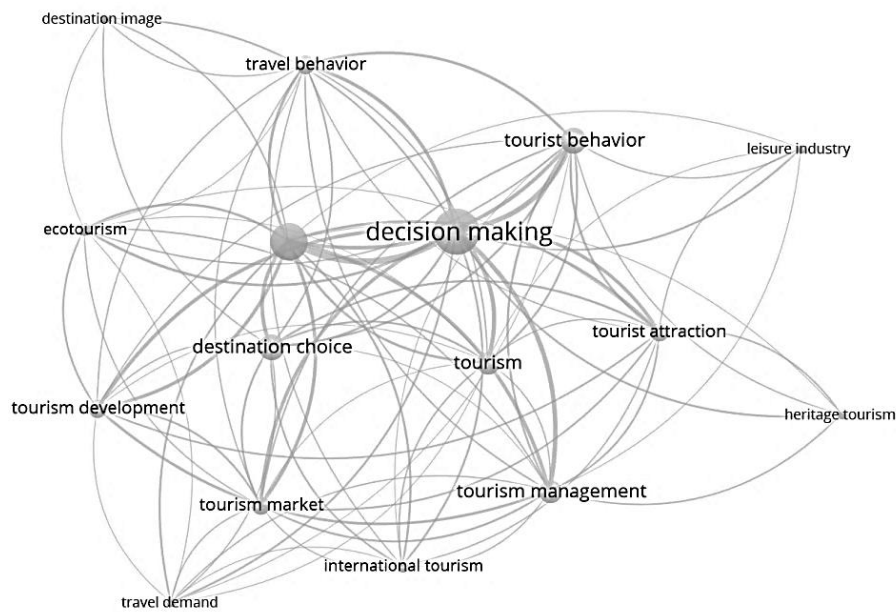 destination image
travel behavior
tourist behavior
leisure industry
ecotourism
decision making
tourist attraction
destination choice
tourism
tourism development
heritage tourism
tourism management
tourism market
international tourism
travel demand